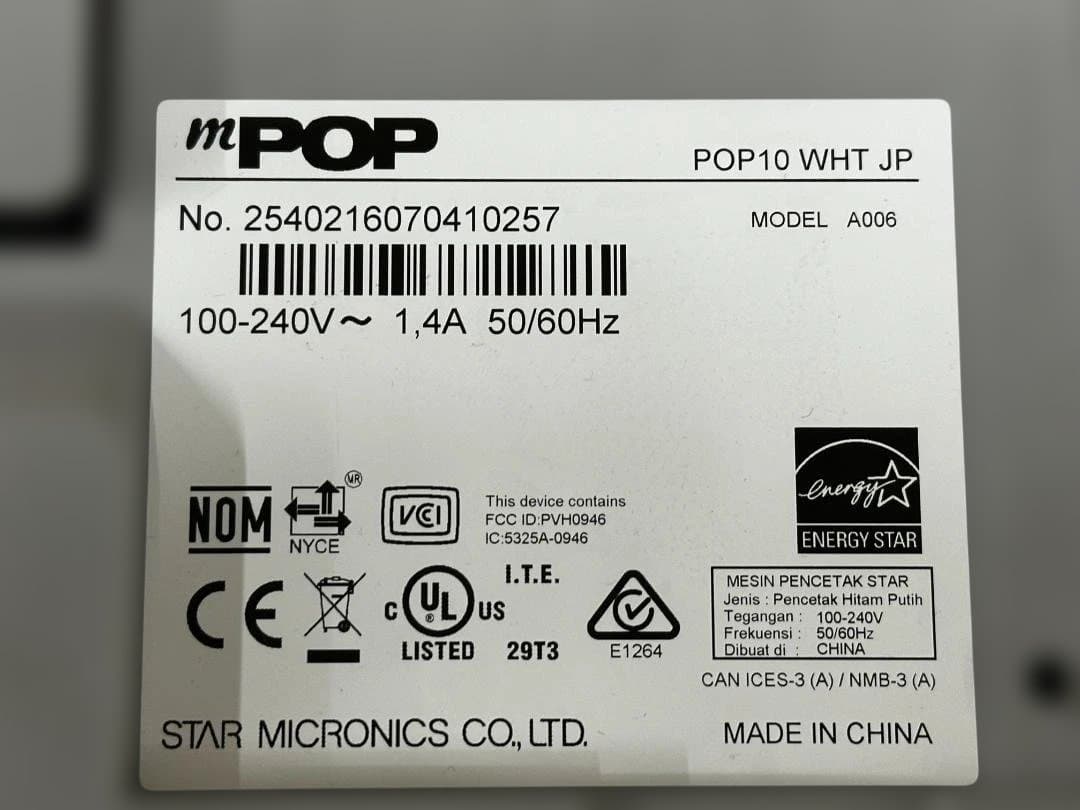 mPOP
POP10 WHT JP
No. 2540216070410257
MODEL A006
100-240V～ 1,4A 50/60Hz
NOM
NYCE
MR
VCI
This device contains
FCC ID:PVH0946
IC:5325A-0946
energy
ENERGY STAR
CE
I.T.E.
C UL US
®
LISTED 29T3
E1264
MESIN PENCETAK STAR
Jenis : Pencetak Hitam Putih
Tegangan : 100-240V
Frekuensi : 50/60Hz
Dibuat di : CHINA
CAN ICES-3 (A) / NMB-3 (A)
STAR MICRONICS CO., LTD.
MADE IN CHINA